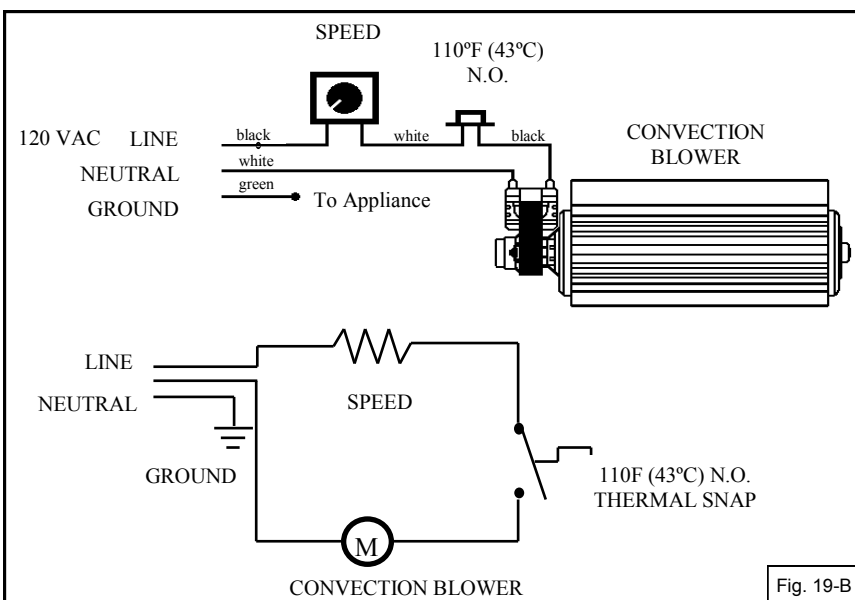 SPEED
110ºF (43ºC)
N.O.
120 VAC LINE black white black
CONVECTION
BLOWER
NEUTRAL white
GROUND green To Appliance
LINE
SPEED
NEUTRAL
GROUND
110F (43ºC) N.O.
THERMAL SNAP
M
CONVECTION BLOWER
Fig. 19-B